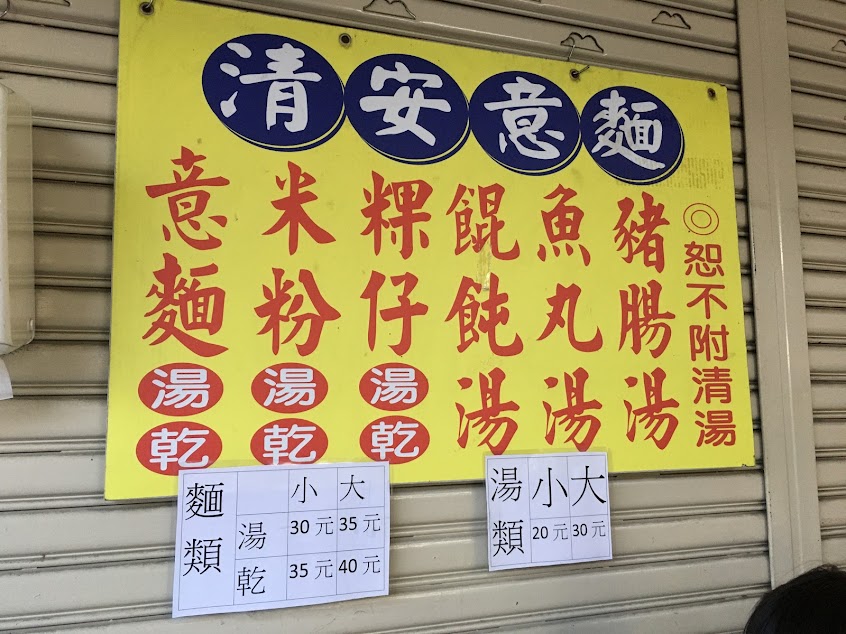 清安意麵
意麵湯乾
米粉湯乾
粿仔湯乾
餛飩湯
魚丸湯
豬腸湯
◎恕不附清湯
麵類
小 大
湯 30元 35元
乾 35元 40元
湯類
小 大
20元 30元